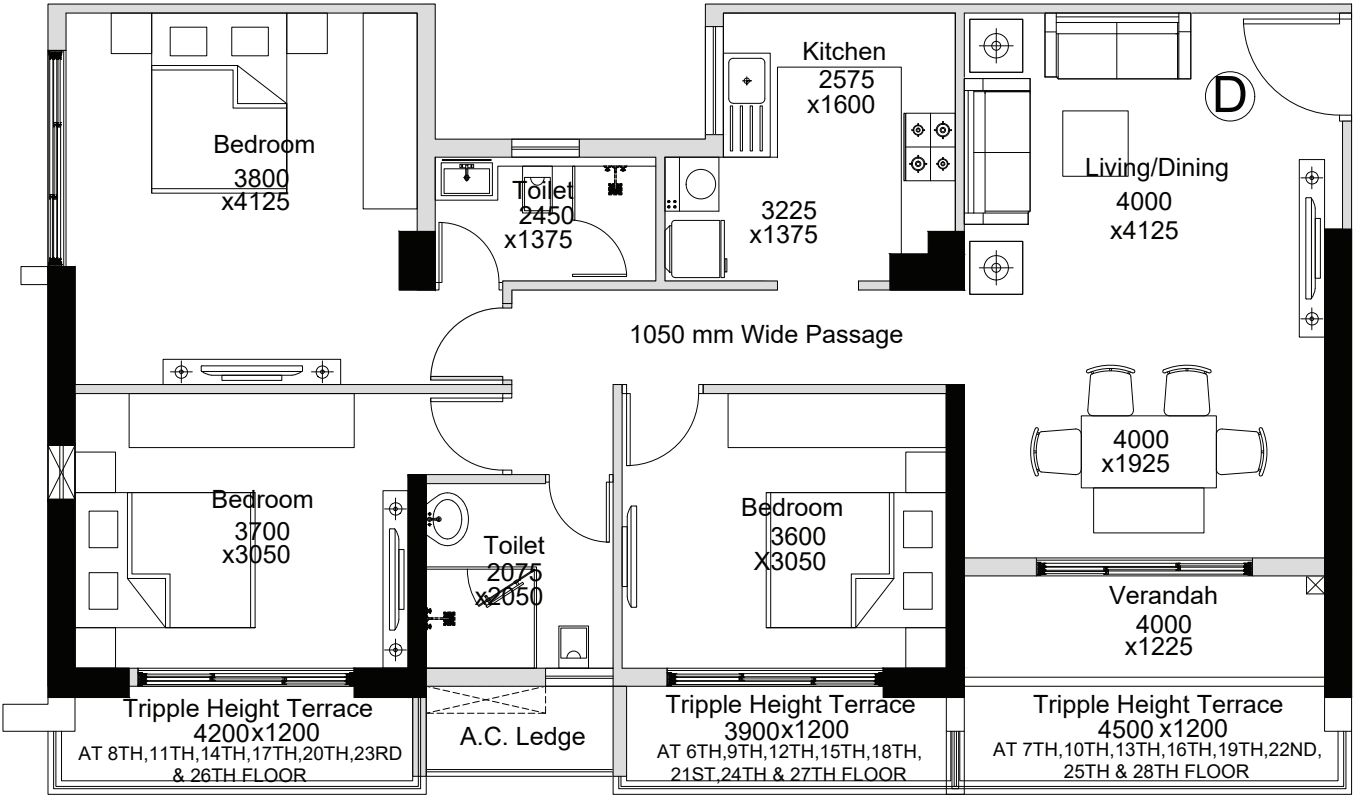 Kitchen
2575
x1600
D
Bedroom
3800
x4125
Toilet
2450
x1375
3225
x1375
Living/Dining
4000
x4125
1050 mm Wide Passage
4000
x1925
Bedroom
3700
x3050
Toilet
2075
x2050
Bedroom
3600
X3050
Verandah
4000
x1225
Tripple Height Terrace
4200x1200
AT 8TH,11TH,14TH,17TH,20TH,23RD
& 26TH FLOOR
A.C. Ledge
Tripple Height Terrace
3900x1200
AT 6TH,9TH,12TH,15TH,18TH,
21ST,24TH & 27TH FLOOR
Tripple Height Terrace
4500 x1200
AT 7TH,10TH,13TH,16TH,19TH,22ND,
25TH & 28TH FLOOR